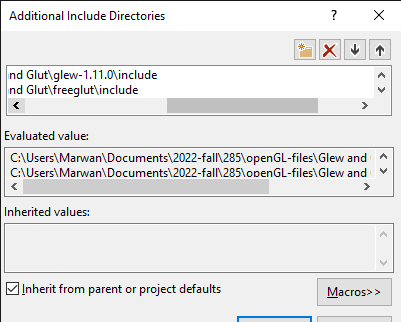 Additional Include Directories
nd Glut\glew-1.11.0\include
nd Glut\freeglut\include
Evaluated value:
C:\Users\Marwan\Documents\2022-fall\285\openGL-files\Glew and
C:\Users\Marwan\Documents\2022-fall\285\openGL-files\Glew and
Inherited values:
Inherit from parent or project defaults
Macros>>